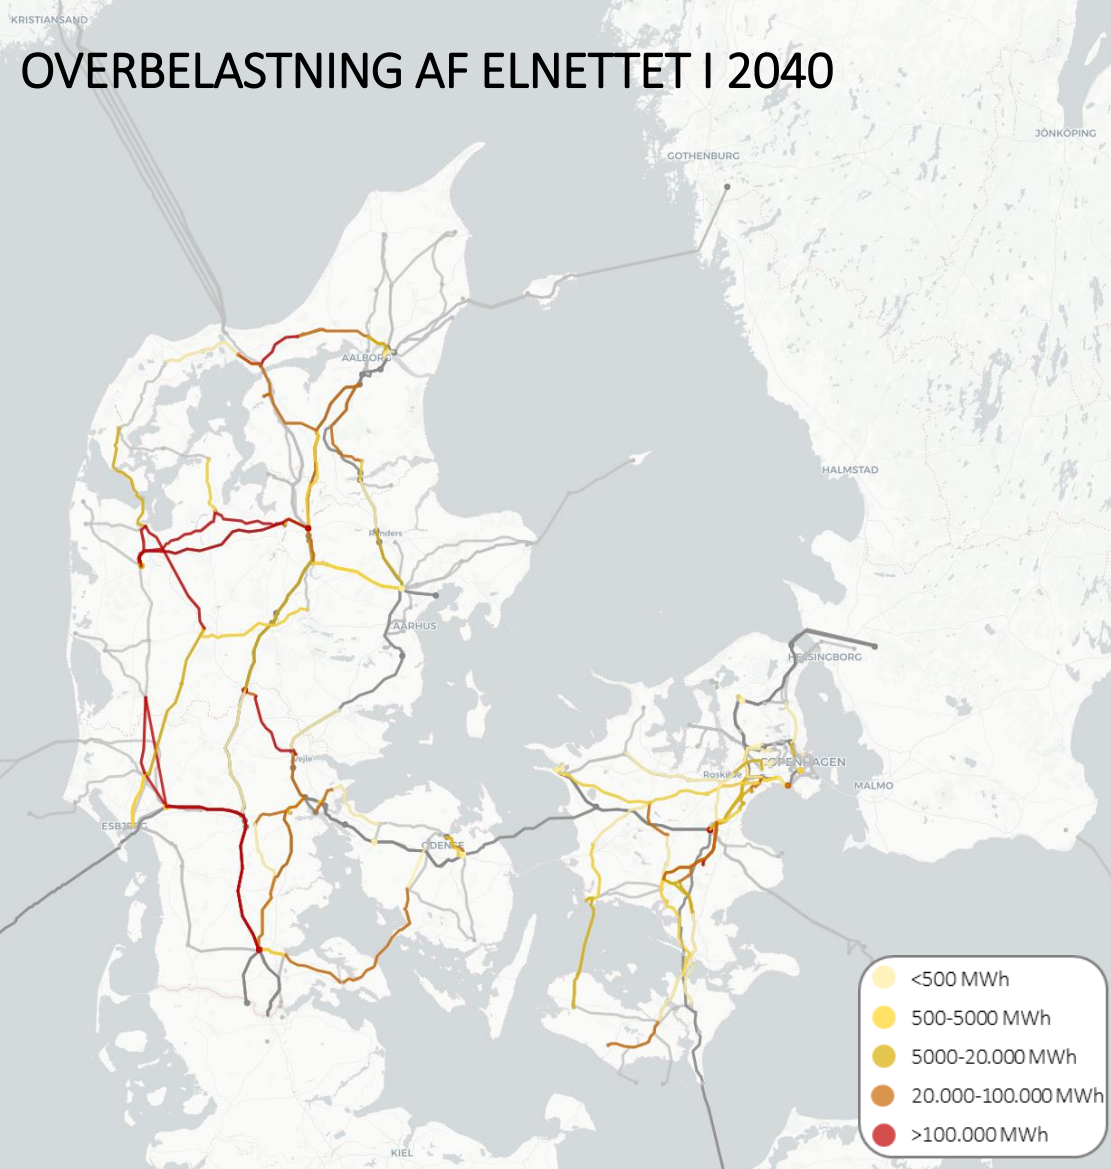 KRISTIANSAND
OVERBELASTNING AF ELNETTET I 2040
JÖNKÖPING
GOTHENBURG
AALBORG
HALMSTAD
Randers
AARHUS
HELSINGBORG
Vejle
COPENHAGEN
Roskilde
MALMO
ESBJERG
ODENSE
<500 MWh
500-5000 MWh
5000-20.000 MWh
20.000-100.000 MWh
>100.000 MWh
KIEL